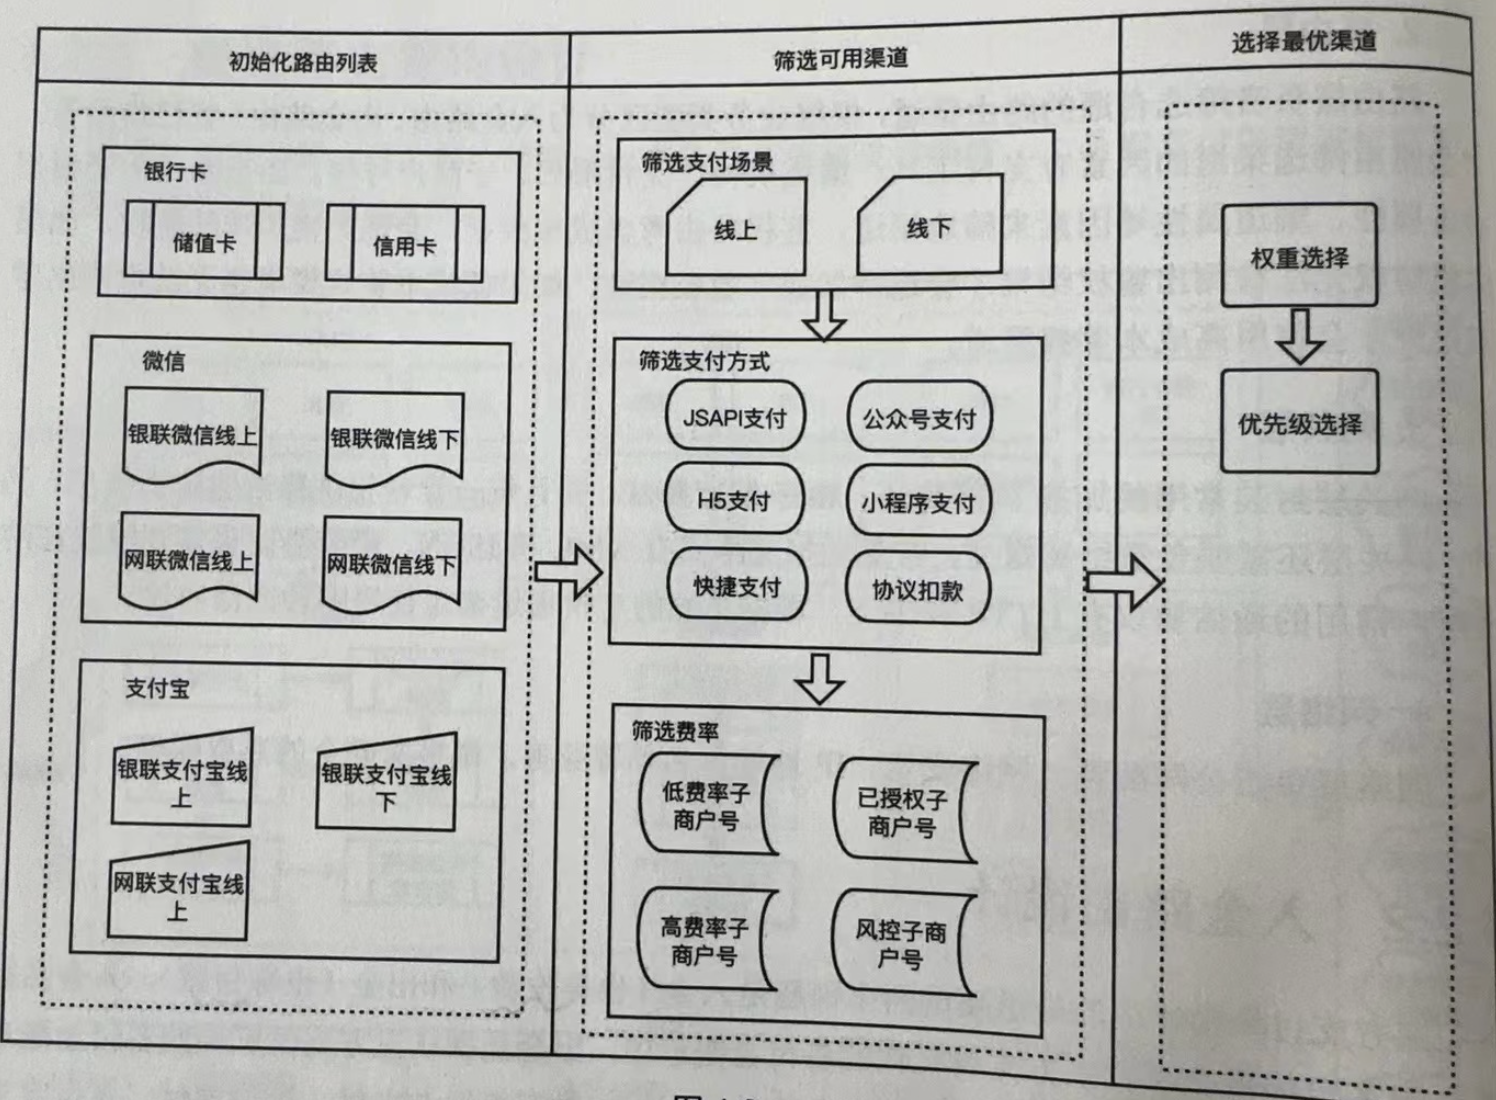 初始化路由列表
筛选可用渠道
选择最优渠道
银行卡
储值卡
信用卡
微信
银联微信线上
银联微信线下
网联微信线上
网联微信线下
支付宝
银联支付宝线
上
银联支付宝线
下
网联支付宝线
上
筛选支付场景
线上
线下
筛选支付方式
JSAPI支付
公众号支付
H5支付
小程序支付
快捷支付
协议扣款
筛选费率
低费率子
商户号
已授权子
商户号
高费率子
商户号
风控子商
户号
权重选择
优先级选择